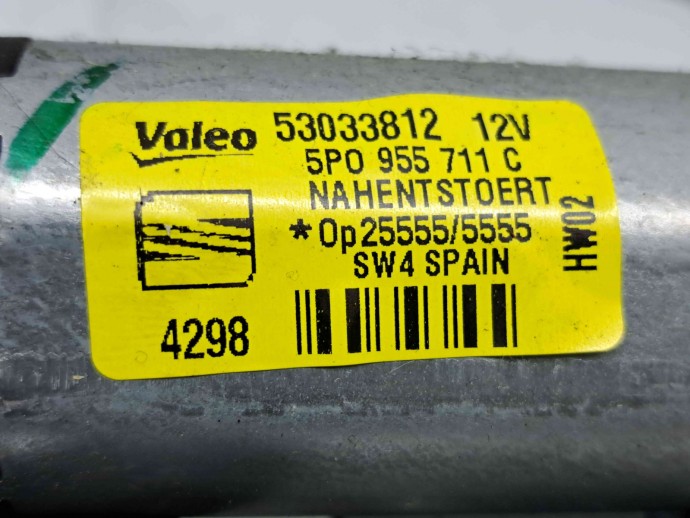 Valeo 53033812 12V
5P0 955 711 C
NAHENTSTOERT
*0p25555/5555
SW4 SPAIN
HW02
4298